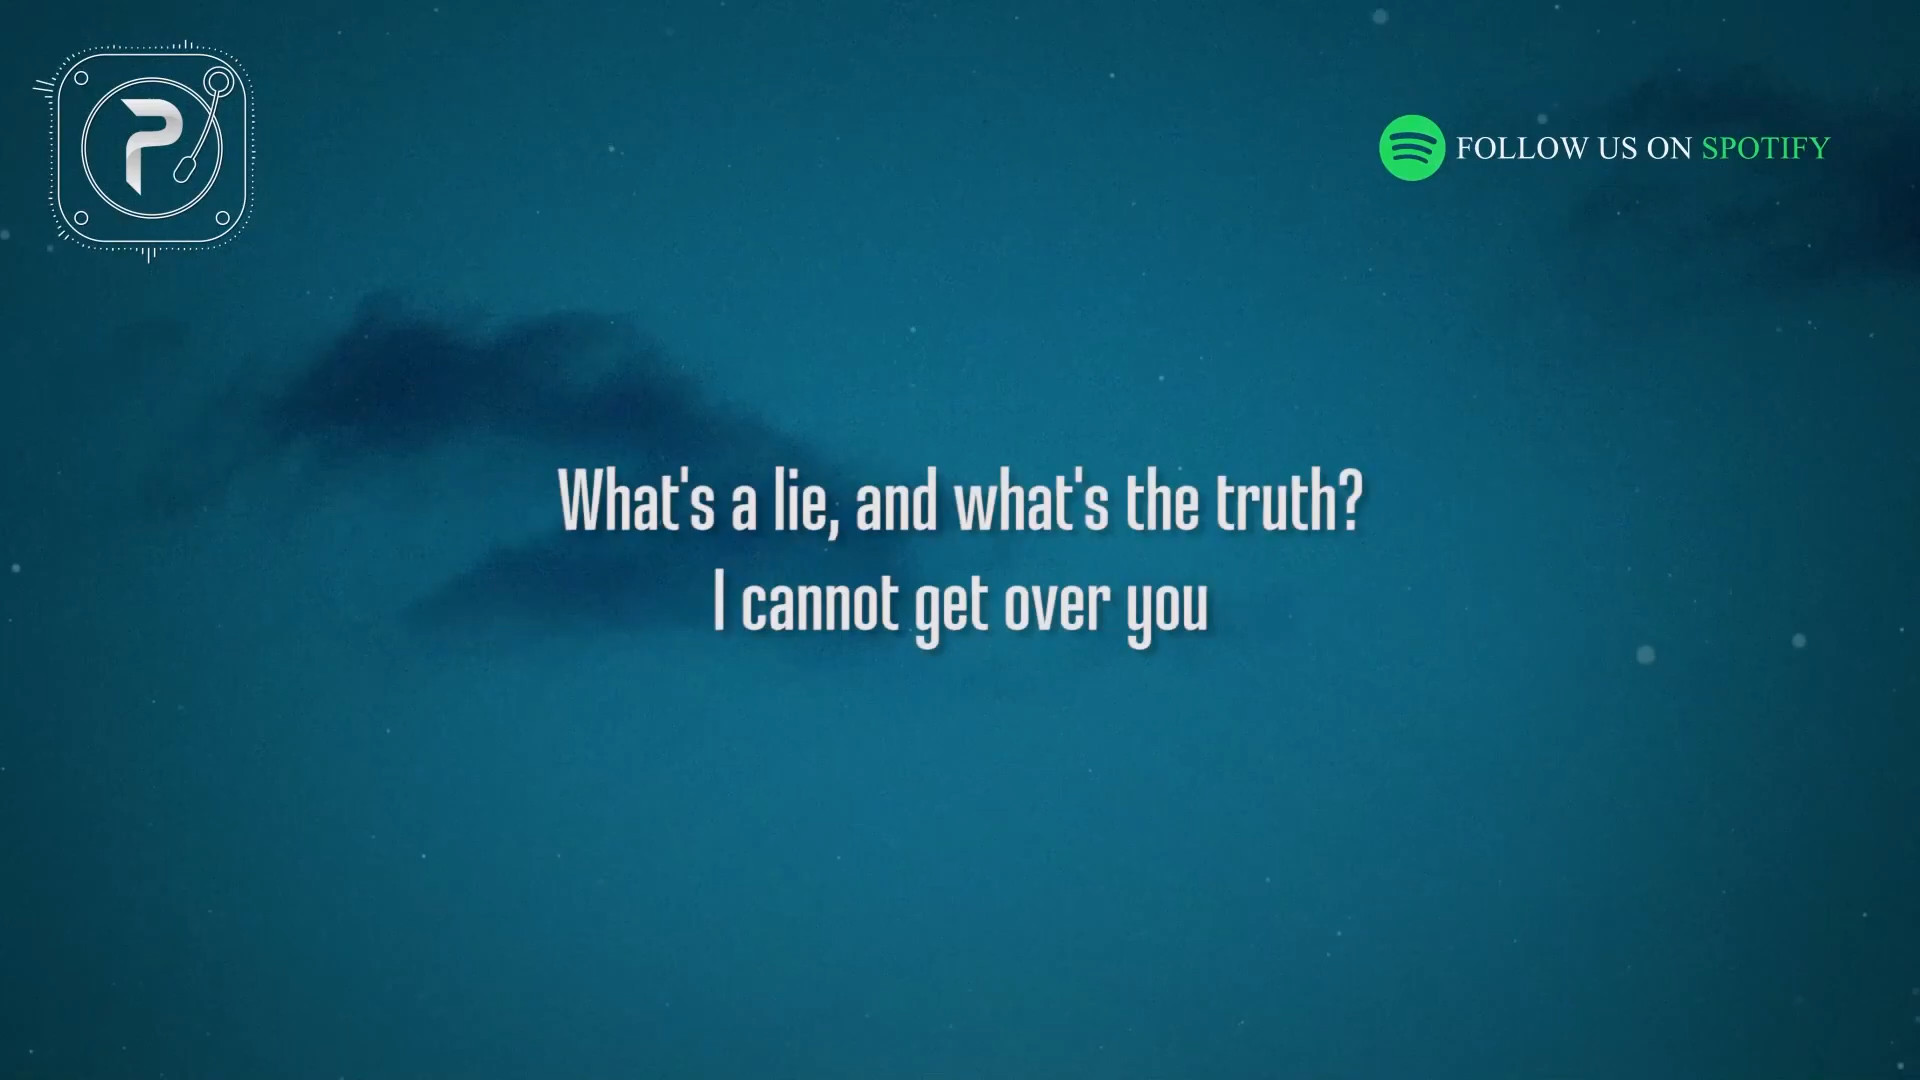 P
FOLLOW US ON SPOTIFY
What's a lie, and what's the truth?
I cannot get over you